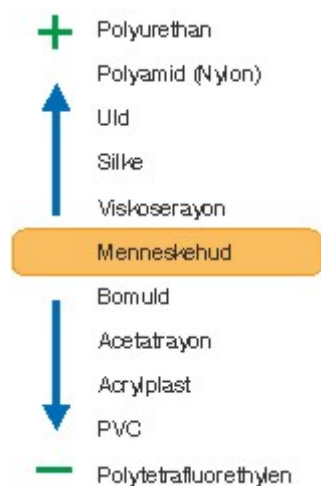 + Polyurethan
Polyamid (Nylon)
Uld
Silke
Viskoserayon
Menneskehud
Bomuld
Acetatrayon
Acrylplast
PVC
− Polytetrafluorethylen